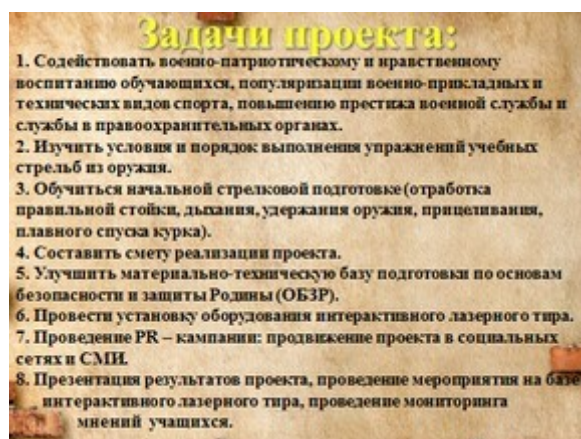 Задачи проекта:
1. Содействовать военно-патриотическому и нравственному
воспитанию обучающихся, популяризации военно-прикладных и
технических видов спорта, повышению престижа военной службы и
службы в правоохранительных органах.
2. Изучить условия и порядок выполнения упражнений учебных
стрельб из оружия.
3. Обучиться начальной стрелковой подготовке (отработка
правильной стойки, дыхания, удержания оружия, прицеливания,
плавного спуска курка).
4. Составить смету реализации проекта.
5. Улучшить материально-техническую базу подготовки по основам
безопасности и защиты Родины (ОБЗР).
6. Провести установку оборудования интерактивного лазерного тира.
7. Проведение PR – кампании: продвижение проекта в социальных
сетях и СМИ.
8. Презентация результатов проекта, проведение мероприятия на базе
интерактивного лазерного тира, проведение мониторинга
мнений учащихся.